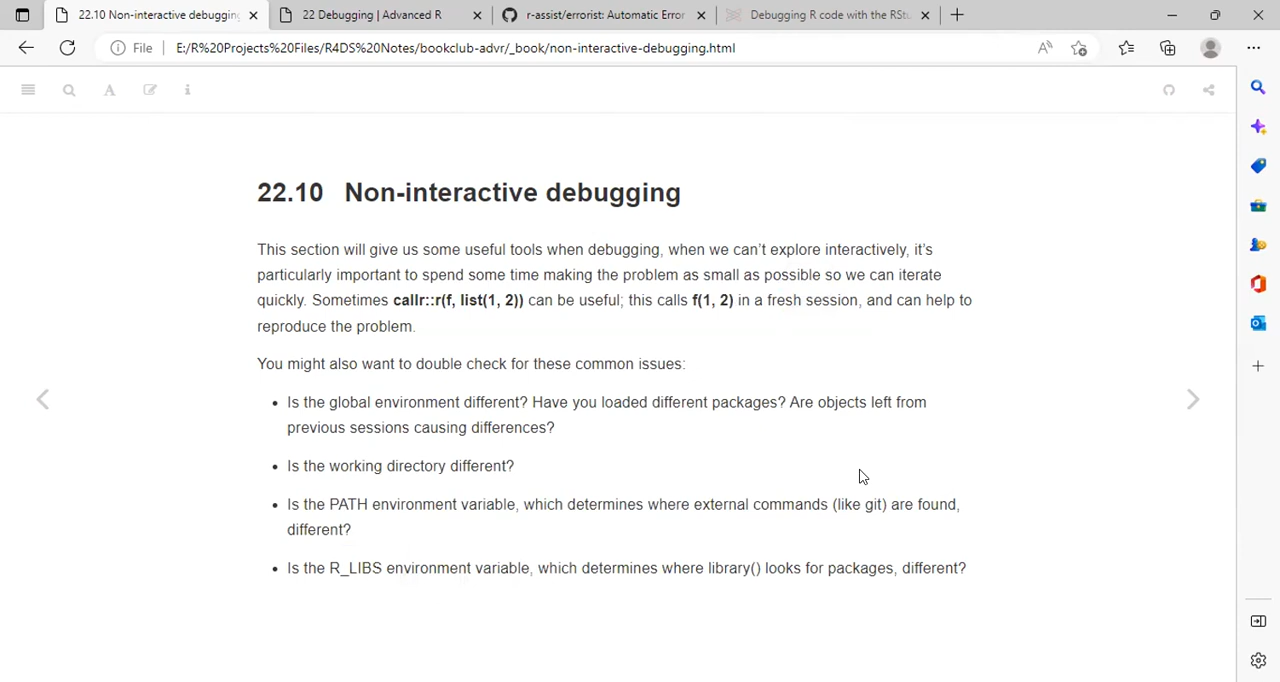 22.10 Non-interactive debugging
22 Debugging | Advanced R
r-assist/errorist: Automatic Error
Debugging R code with the RStu
File
E:/R%20Projects%20Files/R4DS%20Notes/bookclub-advr/_book/non-interactive-debugging.html
22.10 Non-interactive debugging
This section will give us some useful tools when debugging, when we can't explore interactively, it's
particularly important to spend some time making the problem as small as possible so we can iterate
quickly. Sometimes callr::r(f, list(1, 2)) can be useful; this calls f(1, 2) in a fresh session, and can help to
reproduce the problem.
You might also want to double check for these common issues:
• Is the global environment different? Have you loaded different packages? Are objects left from
previous sessions causing differences?
• Is the working directory different?
• Is the PATH environment variable, which determines where external commands (like git) are found,
different?
• Is the R_LIBS environment variable, which determines where library() looks for packages, different?